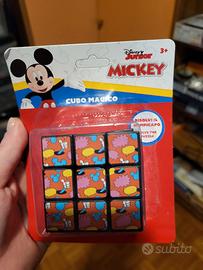 Disney
Junior
3+
MICKEY
CUBO MAGICO
RISOLVI IL
ROMPICAPO
SOLVE THE
PUZZLE
subito